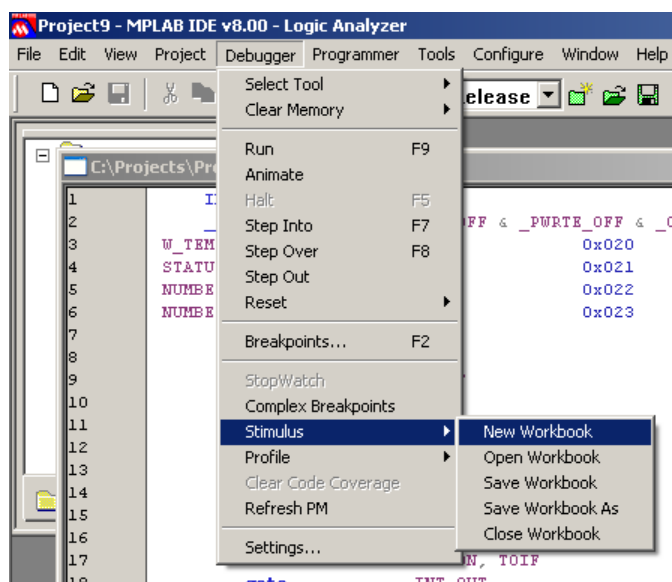 Project9 - MPLAB IDE v8.00 - Logic Analyzer
File Edit View Project Debugger Programmer Tools Configure Window Help
Select Tool
Clear Memory
elease
Run F9
Animate
Halt F5
Step Into F7
Step Over F8
Step Out
Reset
Breakpoints... F2
StopWatch
Complex Breakpoints
Stimulus
Profile
Clear Code Coverage
Refresh PM
Settings...
New Workbook
Open Workbook
Save Workbook
Save Workbook As
Close Workbook
C:\Projects\Pr
1
2 FF & _PWRTE_OFF &
3 W_TEM 0x020
4 STATU 0x021
5 NUMBE 0x022
6 NUMBE 0x023
7
8
9
10
11
12
13
14
15
16
17 N, TOIF
18 INT_OUT